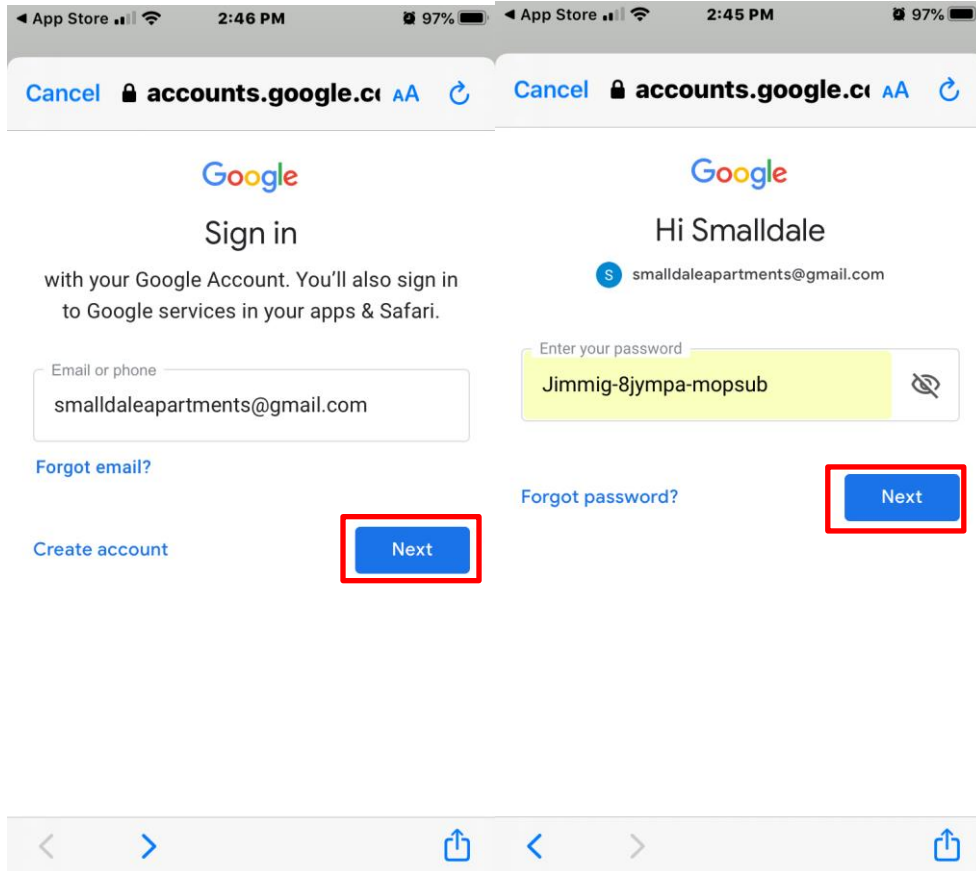 App Store 2:46 PM 97%
Cancel accounts.google.c AA
Google
Sign in
with your Google Account. You'll also sign in
to Google services in your apps & Safari.
Email or phone
smalldaleapartments@gmail.com
Forgot email?
Create account Next
App Store 2:45 PM 97%
Cancel accounts.google.c AA
Google
Hi Smalldale
S smalldaleapartments@gmail.com
Enter your password
Jimmig-8jympa-mopsub
Forgot password? Next